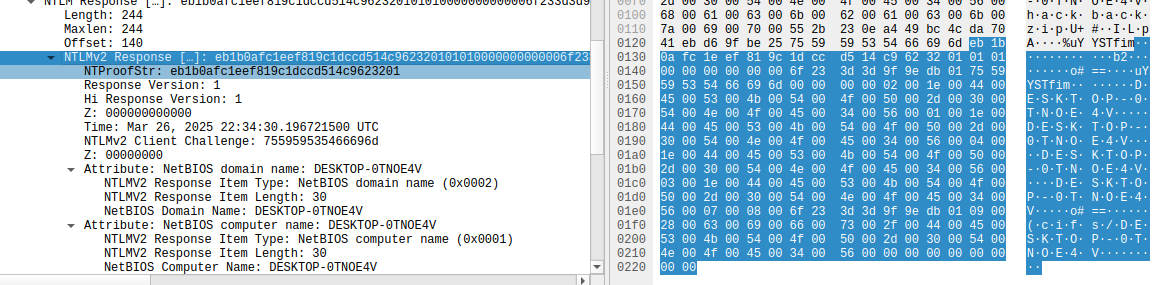 NTLM Response […]: eb1b0afc1eef819c1dccd514c96232010101000000000000006f233d3d9
Length: 244
Maxlen: 244
Offset: 140
NTLMv2 Response […]: eb1b0afc1eef819c1dccd514c96232010101000000000000006f23
NTProofStr: eb1b0afc1eef819c1dccd514c9623201
Response Version: 1
Hi Response Version: 1
Z: 000000000000
Time: Mar 26, 2025 22:34:30.196721500 UTC
NTLMv2 Client Challenge: 755959535466696d
Z: 00000000
Attribute: NetBIOS domain name: DESKTOP-0TNOE4V
NTLMV2 Response Item Type: NetBIOS domain name (0x0002)
NTLMV2 Response Item Length: 30
NetBIOS Domain Name: DESKTOP-0TNOE4V
Attribute: NetBIOS computer name: DESKTOP-0TNOE4V
NTLMV2 Response Item Type: NetBIOS computer name (0x0001)
NTLMV2 Response Item Length: 30
NetBIOS Computer Name: DESKTOP-0TNOE4V
00f0 2d 00 30 00 54 00 4e 00 4f 00 45 00 34 00 56 00 -·0·T·N· O·E·4·V·
0100 68 00 61 00 63 00 6b 00 62 00 61 00 63 00 6b 00 h·a·c·k· b·a·c·k·
0110 7a 00 69 00 70 00 55 2b 23 0e a4 49 bc 4c da 70 z·i·p·U+ #··I·L·p
0120 41 eb d6 9f be 25 75 59 59 53 54 66 69 6d eb 1b A····%uY YSTfim··
0130 0a fc 1e ef 81 9c 1d cc d5 14 c9 62 32 01 01 01 ········ ···b2···
0140 00 00 00 00 00 00 6f 23 3d 3d 9f 9e db 01 75 59 ······o# ==····uY
0150 59 53 54 66 69 6d 00 00 00 00 02 00 1e 00 44 00 YSTfim·· ······D·
0160 45 00 53 00 4b 00 54 00 4f 00 50 00 2d 00 30 00 E·S·K·T· O·P·-·0·
0170 54 00 4e 00 4f 00 45 00 34 00 56 00 01 00 1e 00 T·N·O·E· 4·V·····
0180 44 00 45 00 53 00 4b 00 54 00 4f 00 50 00 2d 00 D·E·S·K· T·O·P·-·
0190 30 00 54 00 4e 00 4f 00 45 00 34 00 56 00 04 00 0·T·N·O· E·4·V···
01a0 1e 00 44 00 45 00 53 00 4b 00 54 00 4f 00 50 00 ··D·E·S· K·T·O·P·
01b0 2d 00 30 00 54 00 4e 00 4f 00 45 00 34 00 56 00 -·0·T·N· O·E·4·V·
01c0 03 00 1e 00 44 00 45 00 53 00 4b 00 54 00 4f 00 ····D·E· S·K·T·O·
01d0 50 00 2d 00 30 00 54 00 4e 00 4f 00 45 00 34 00 P·-·0·T· N·O·E·4·
01e0 56 00 07 00 08 00 6f 23 3d 3d 9f 9e db 01 09 00 V·····o# ==······
01f0 28 00 63 00 69 00 66 00 73 00 2f 00 44 00 45 00 (·c·i·f· s·/·D·E·
0200 53 00 4b 00 54 00 4f 00 50 00 2d 00 30 00 54 00 S·K·T·O· P·-·0·T·
0210 4e 00 4f 00 45 00 34 00 56 00 00 00 00 00 00 00 N·O·E·4· V·······
0220 00 00 ··